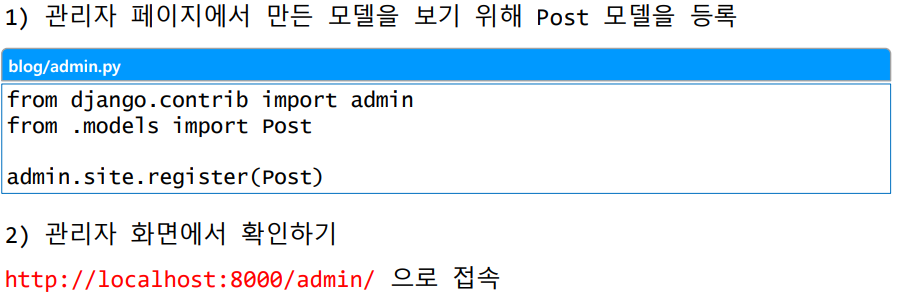 1) 관리자 페이지에서 만든 모델을 보기 위해 Post 모델을 등록
blog/admin.py
from django.contrib import admin
from .models import Post
admin.site.register(Post)
2) 관리자 화면에서 확인하기
http://localhost:8000/admin/ 으로 접속